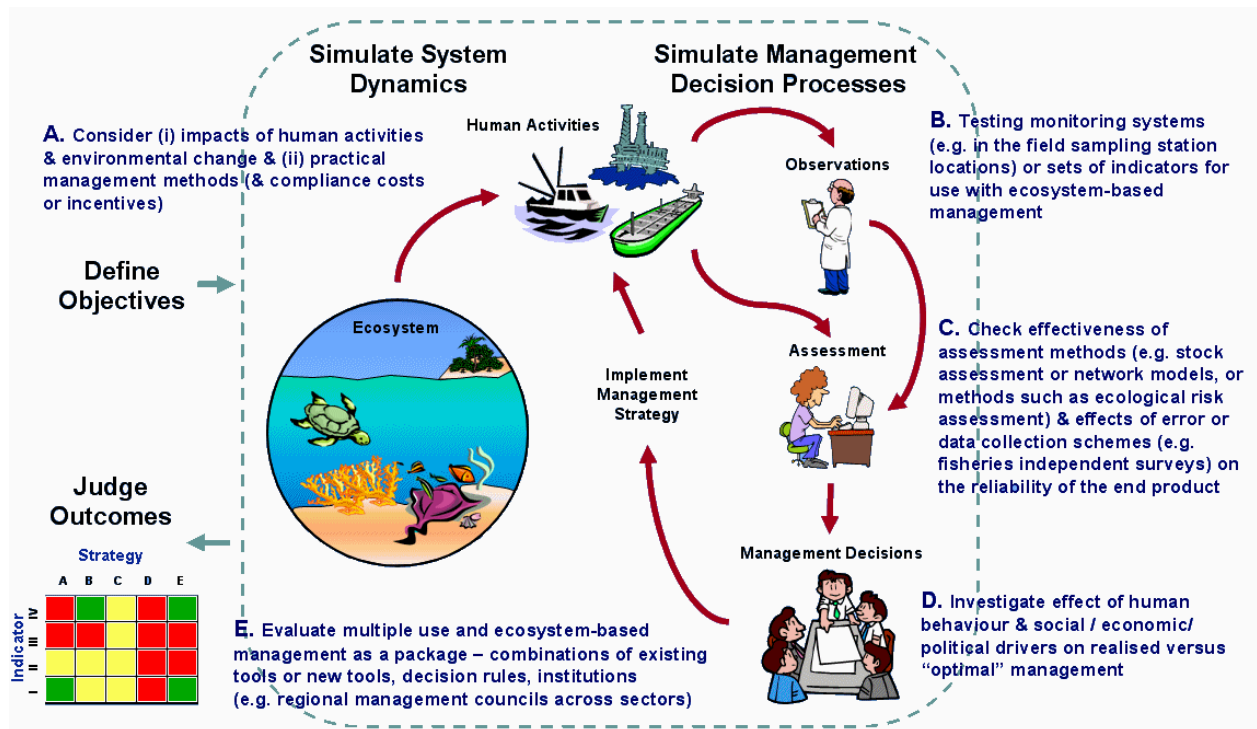 Simulate System
Dynamics
Simulate Management
Decision Processes
A. Consider (i) impacts of human activities
& environmental change & (ii) practical
management methods (& compliance costs
or incentives)
Human Activities
Observations
B. Testing monitoring systems
(e.g. in the field sampling station
locations) or sets of indicators for
use with ecosystem-based
management
Define
Objectives
Ecosystem
Implement
Management
Strategy
Assessment
C. Check effectiveness of
assessment methods (e.g. stock
assessment or network models, or
methods such as ecological risk
assessment) & effects of error or
data collection schemes (e.g.
fisheries independent surveys) on
the reliability of the end product
Judge
Outcomes
Strategy
A B C D E
Indicator
IV
III
II
I
Management Decisions
D. Investigate effect of human
behaviour & social / economic/
political drivers on realised versus
“optimal” management
E. Evaluate multiple use and ecosystem-based
management as a package – combinations of existing
tools or new tools, decision rules, institutions
(e.g. regional management councils across sectors)